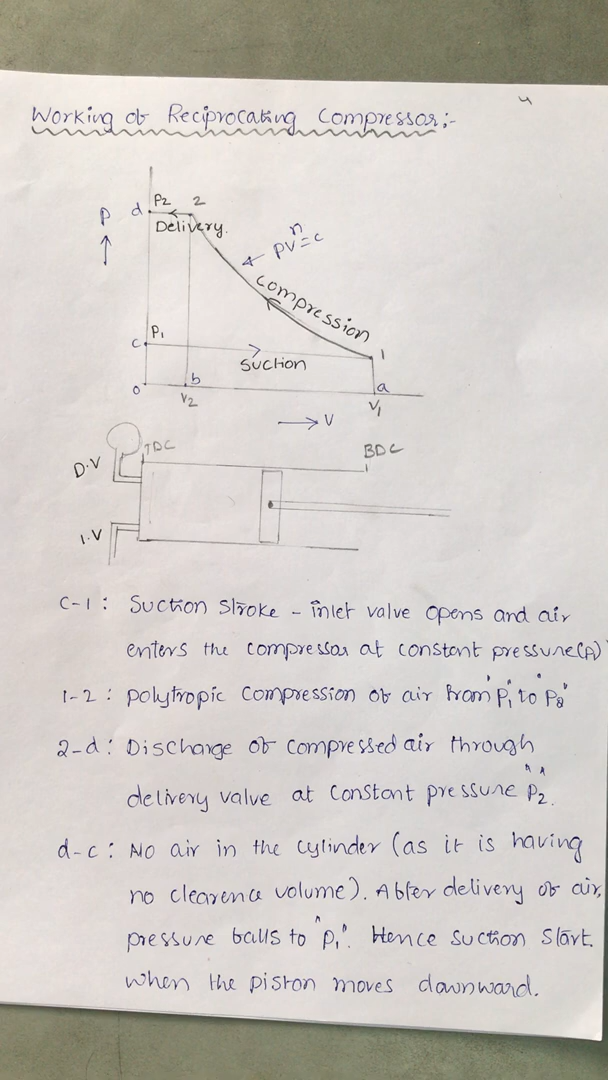 4
Working of Reciprocating Compressor:-
P2 2
d
P
Delivery.
n
PV=c
compression
P1
c
1
suction
o
b
a
V2
V1
V
TDC
BDC
D.V
I.V
C-1: Suction Stroke - inlet valve opens and air
enters the compressor at constant pressure(P1)
1-2: polytropic compression of air from "P1" to "P2"
2-d: Discharge of compressed air through
delivery valve at constant pressure "P2".
d-c: No air in the cylinder (as it is having
no clearence volume). After delivery of air,
pressure falls to "P1". Hence suction start.
when the piston moves downward.